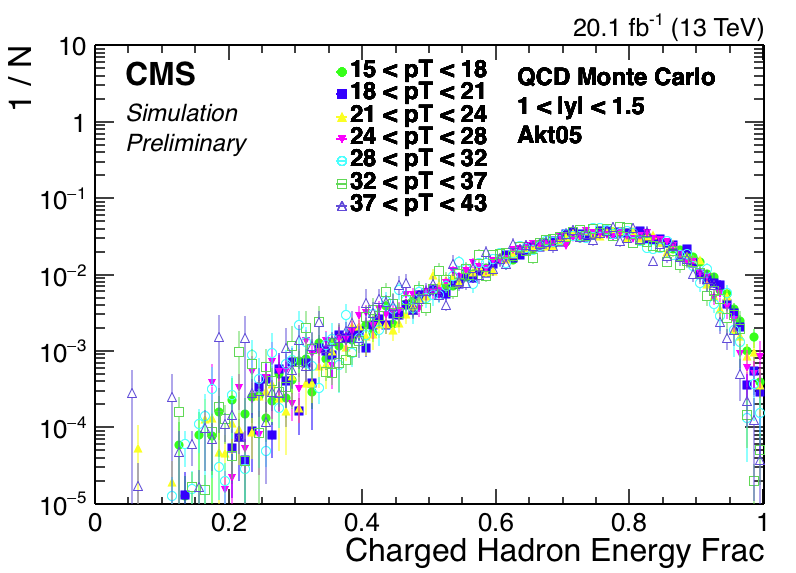 20.1 fb⁻¹ (13 TeV)
1 / N
10
1
10⁻¹
10⁻²
10⁻³
10⁻⁴
10⁻⁵
CMS
Simulation
Preliminary
15 < pT < 18
18 < pT < 21
21 < pT < 24
24 < pT < 28
28 < pT < 32
32 < pT < 37
37 < pT < 43
QCD Monte Carlo
1 < |y| < 1.5
Akt05
0 0.2 0.4 0.6 0.8 1
Charged Hadron Energy Frac